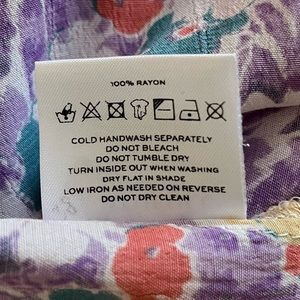 100% RAYON
COLD HANDWASH SEPARATELY
DO NOT BLEACH
DO NOT TUMBLE DRY
TURN INSIDE OUT WHEN WASHING
DRY FLAT IN SHADE
LOW IRON AS NEEDED ON REVERSE
DO NOT DRY CLEAN